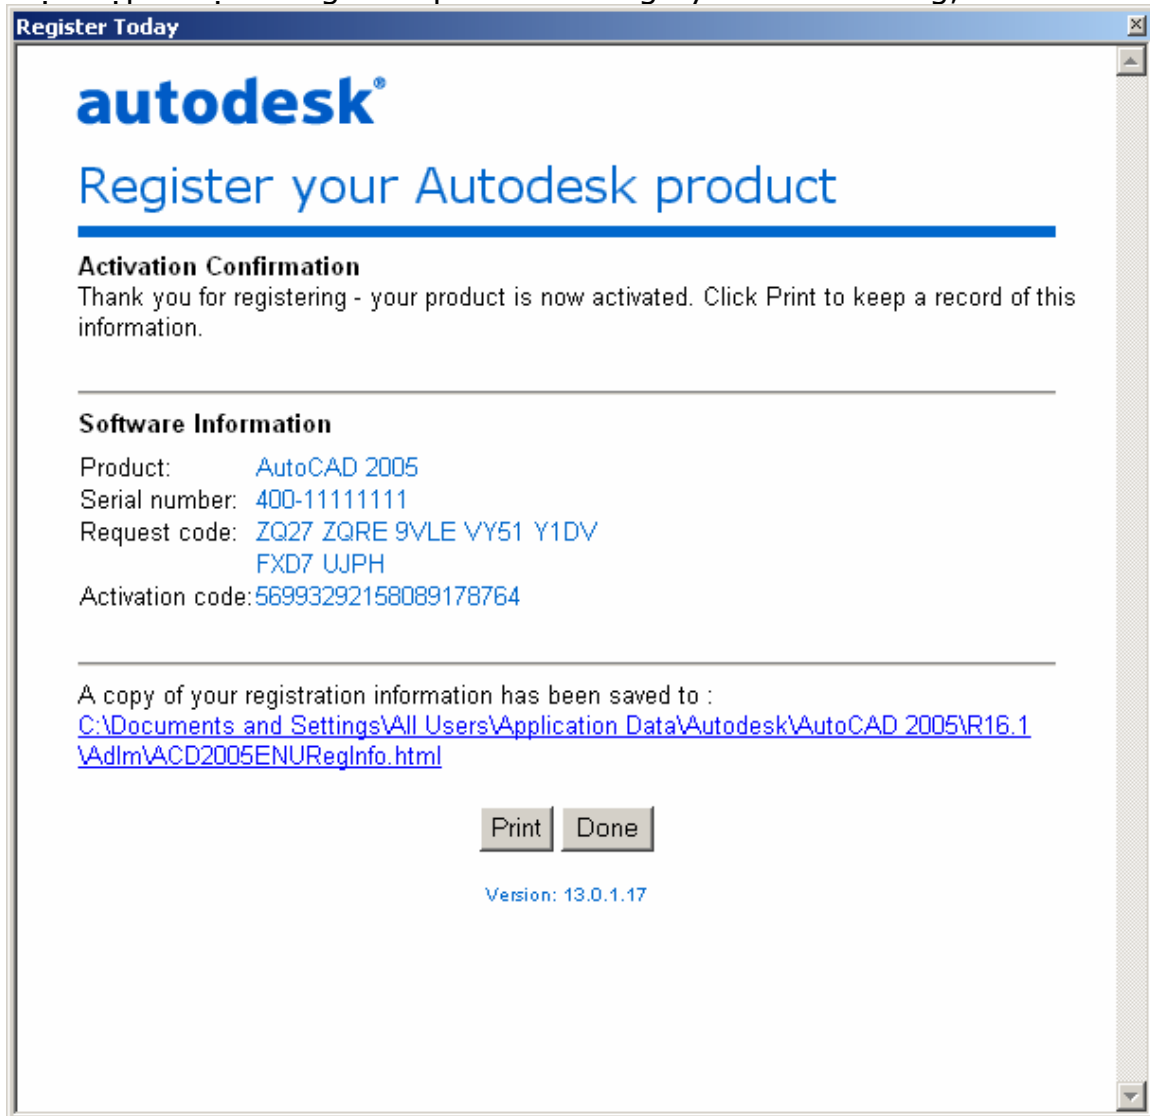 Register Today
autodesk®
Register your Autodesk product
Activation Confirmation
Thank you for registering - your product is now activated. Click Print to keep a record of this
information.
Software Information
Product: AutoCAD 2005
Serial number: 400-11111111
Request code: ZQ27 ZQRE 9VLE VY51 Y1DV
FXD7 UJPH
Activation code: 56993292158089178764
A copy of your registration information has been saved to :
C:\Documents and Settings\All Users\Application Data\Autodesk\AutoCAD 2005\R16.1
\Adlm\ACD2005ENURegInfo.html
Print Done
Version: 13.0.1.17